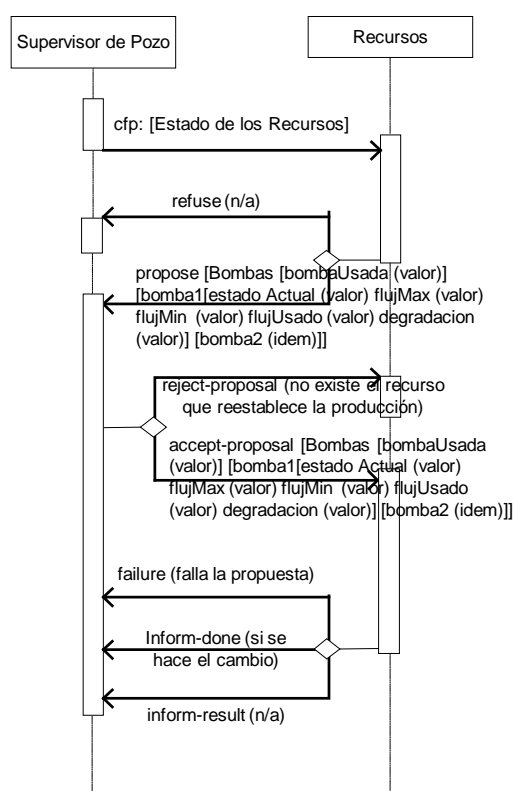 Supervisor de Pozo
Recursos
cfp: [Estado de los Recursos]
refuse (n/a)
propose [Bombas [bombaUsada (valor)]
[bomba1[estado Actual (valor) flujMax (valor)
flujMin (valor) flujUsado (valor) degradacion
(valor)] [bomba2 (idem)]]
reject-proposal (no existe el recurso
que reestablece la producción)
accept-proposal [Bombas [bombaUsada
(valor)] [bomba1[estado Actual (valor)
flujMax (valor) flujMin (valor) flujUsado
(valor) degradacion (valor)] [bomba2 (idem)]]
failure (falla la propuesta)
Inform-done (si se
hace el cambio)
inform-result (n/a)